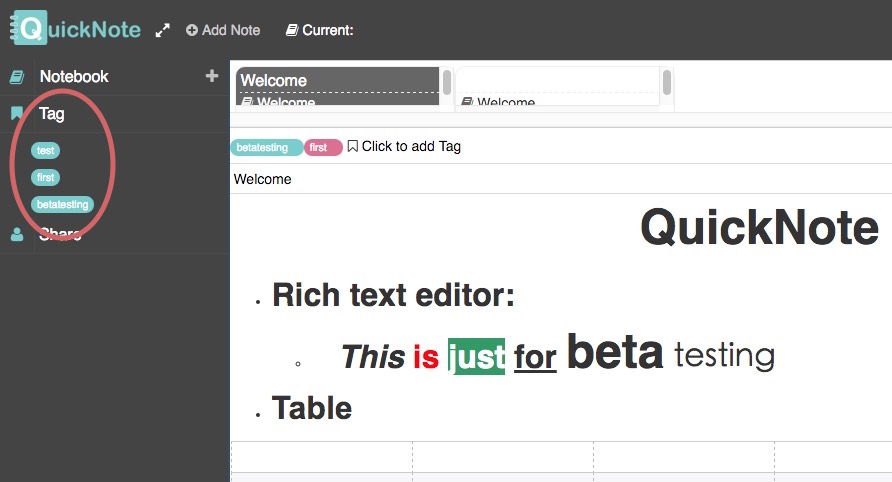 QuickNote Add Note Current:
Notebook
Tag
test
first
betatesting
Share
Welcome
Welcome
Welcome
betatesting first Click to add Tag
Welcome
QuickNote
Rich text editor:
This is just for beta testing
Table